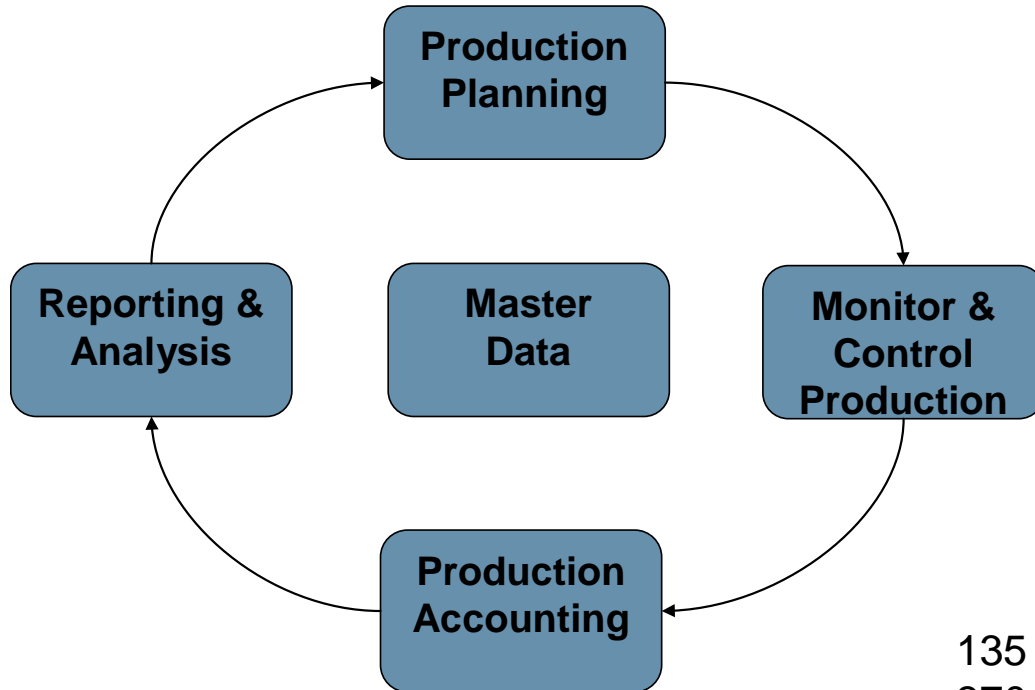 Production
Planning
Reporting &
Analysis
Master
Data
Monitor &
Control
Production
Production
Accounting
135